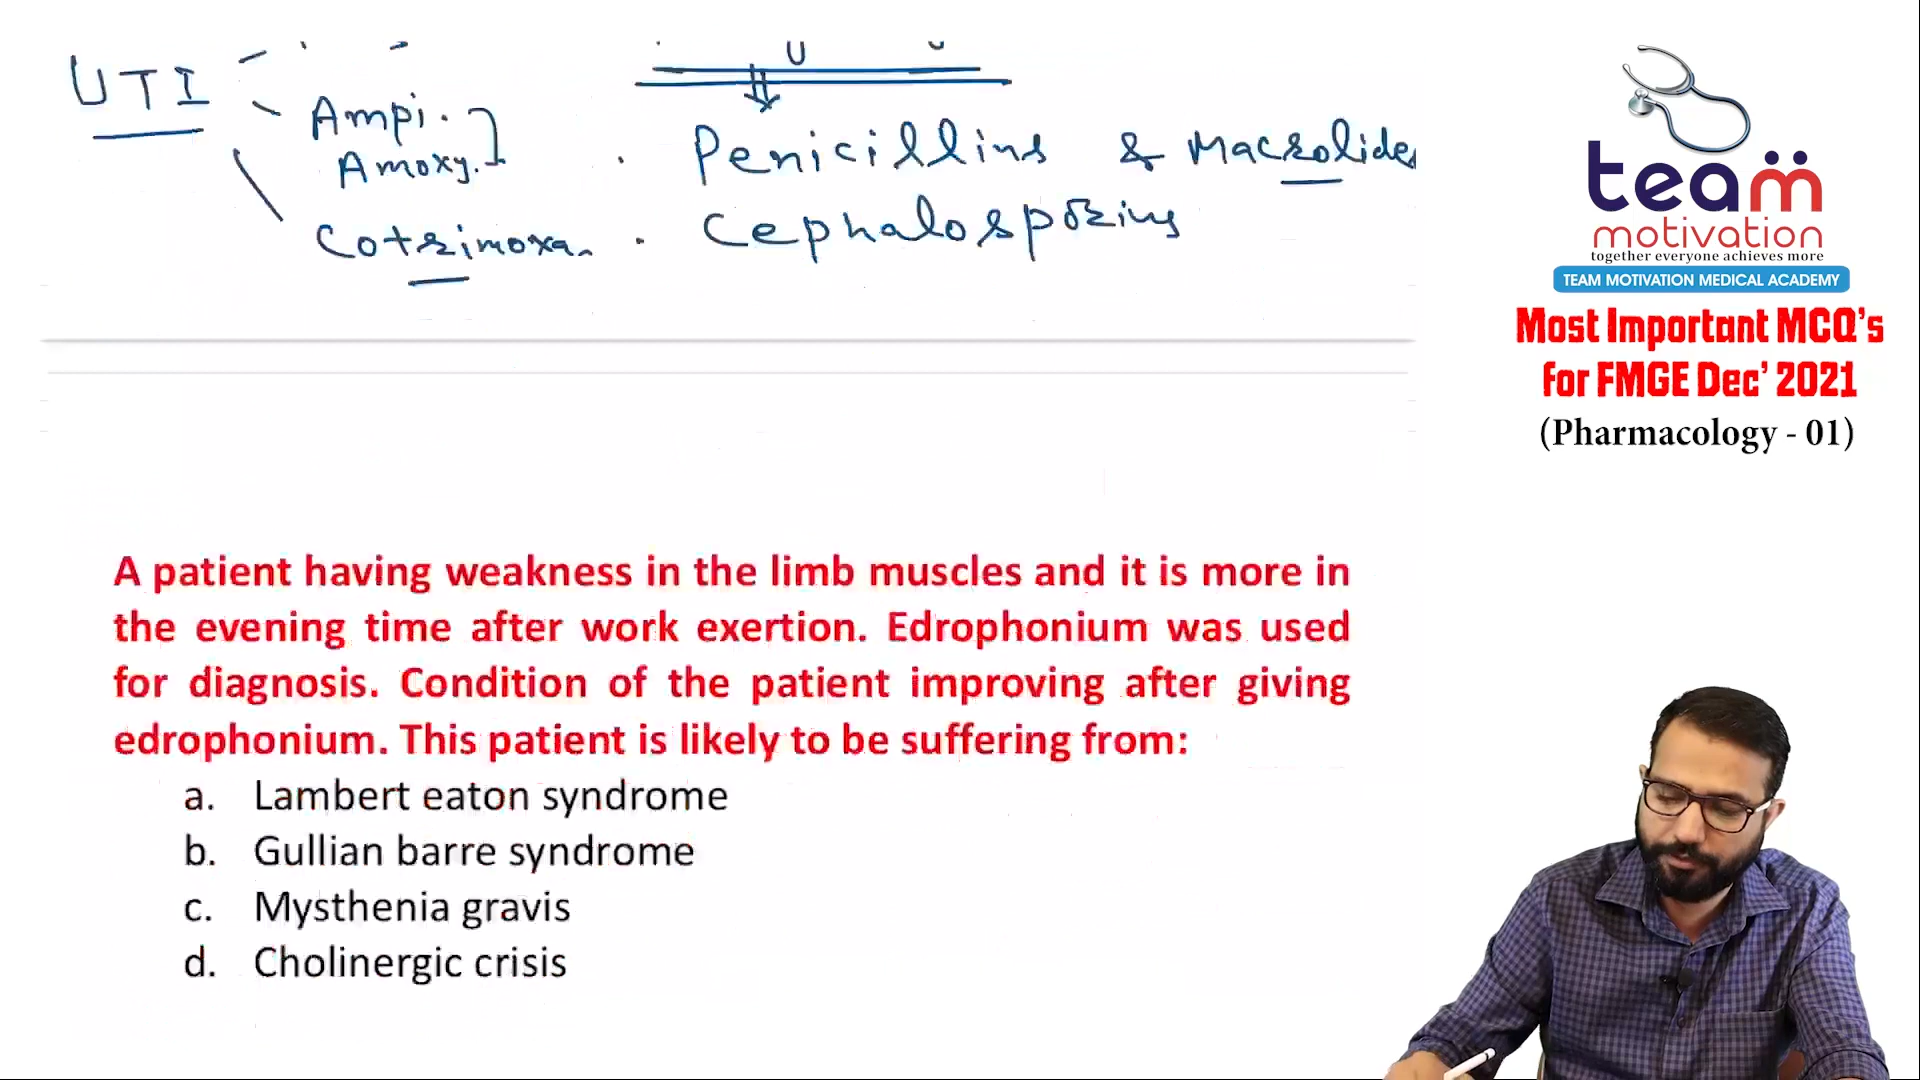 UTI
Ampi.
Amoxy.
Cotrimoxa.
Penicillins & Macrolides
Cephalosporins
team
motivation
together everyone achieves more
TEAM MOTIVATION MEDICAL ACADEMY
Most Important MCQ's
for FMGE Dec' 2021
(Pharmacology - 01)
A patient having weakness in the limb muscles and it is more in
the evening time after work exertion. Edrophonium was used
for diagnosis. Condition of the patient improving after giving
edrophonium. This patient is likely to be suffering from:
a. Lambert eaton syndrome
b. Gullian barre syndrome
c. Mysthenia gravis
d. Cholinergic crisis